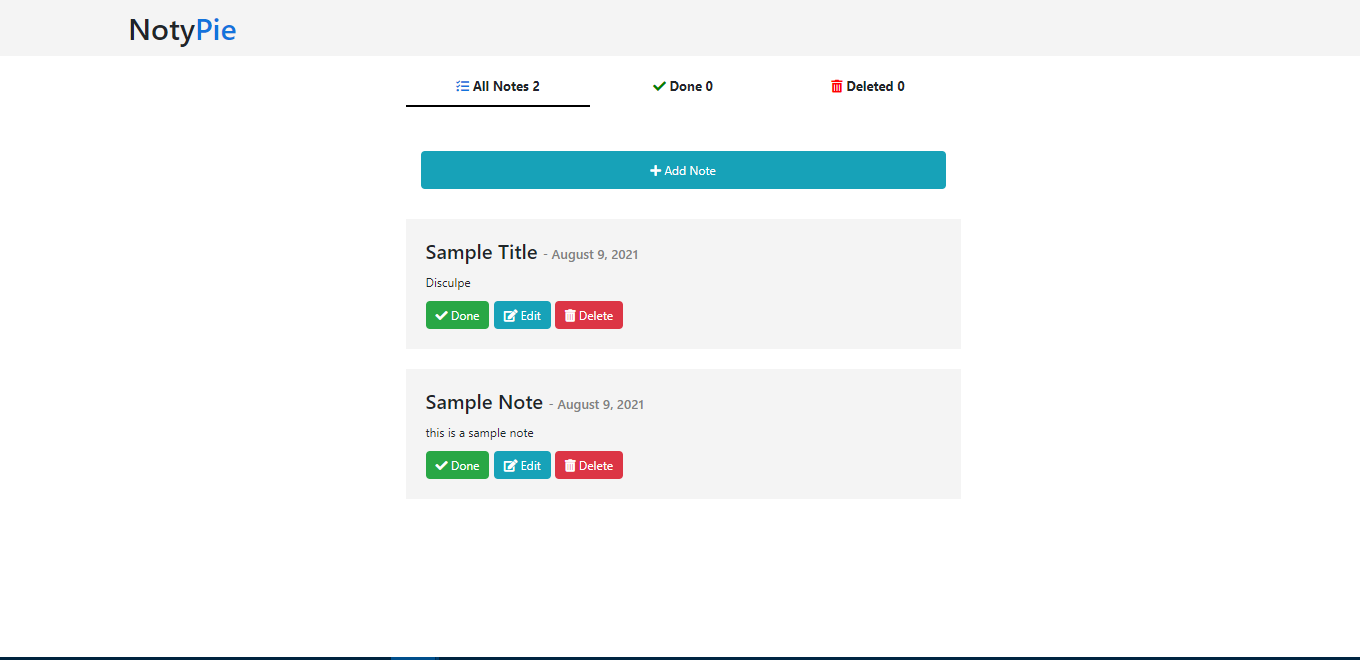 NotyPie
All Notes 2 Done 0 Deleted 0
Add Note
Sample Title - August 9, 2021
Disculpe
Done Edit Delete
Sample Note - August 9, 2021
this is a sample note
Done Edit Delete